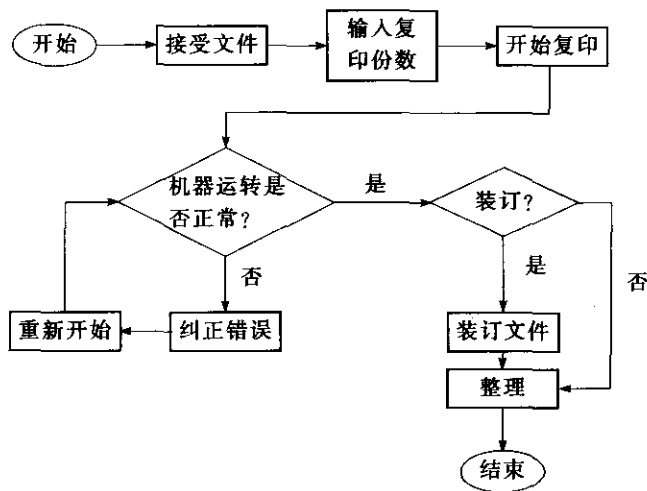 开始
接受文件
输入复
印份数
开始复印
机器运转是
否正常?
是
装订?
否
是
否
重新开始
纠正错误
装订文件
整理
结束